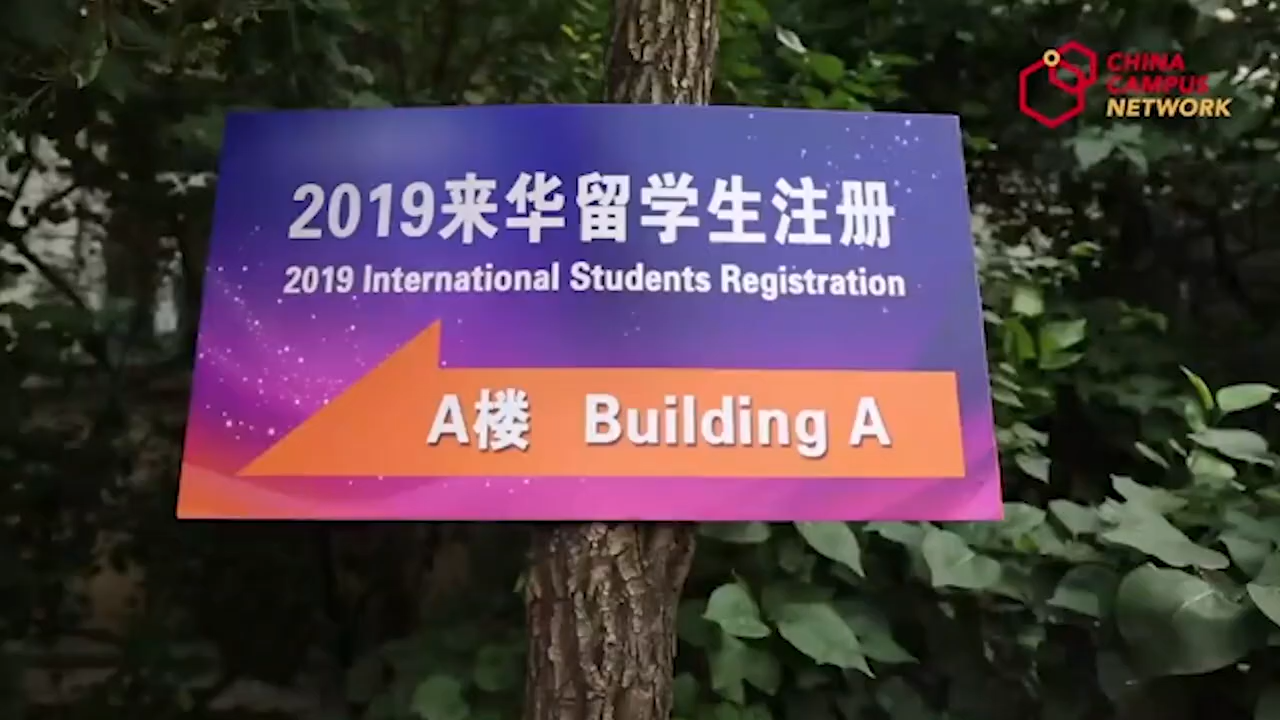 CHINA
CAMPUS
NETWORK
2019来华留学生注册
2019 International Students Registration
A楼 Building A